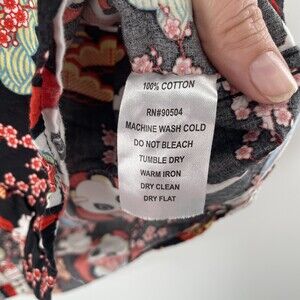 100% COTTON
RN#90504
MACHINE WASH COLD
DO NOT BLEACH
TUMBLE DRY
WARM IRON
DRY CLEAN
DRY FLAT